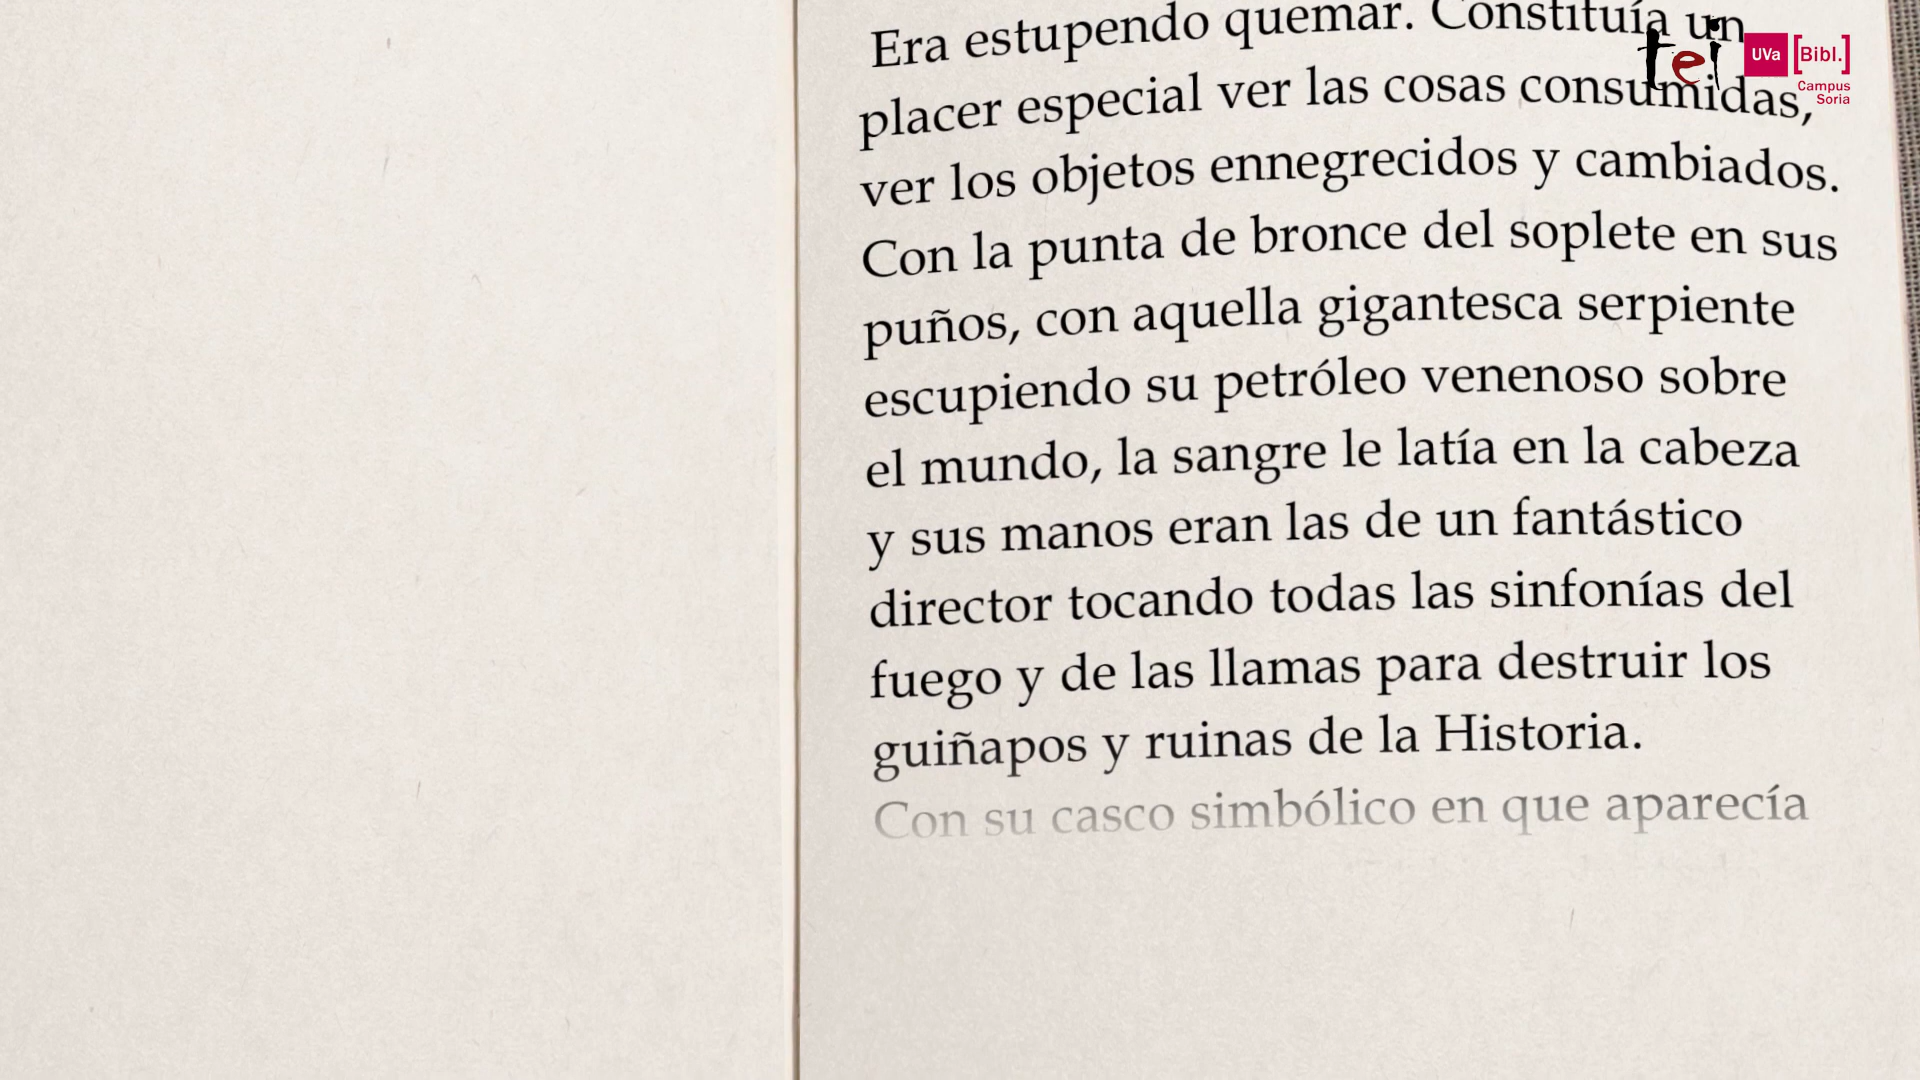 Era estupendo quemar. Constituía un
placer especial ver las cosas consumidas,
ver los objetos ennegrecidos y cambiados.
Con la punta de bronce del soplete en sus
puños, con aquella gigantesca serpiente
escupiendo su petróleo venenoso sobre
el mundo, la sangre le latía en la cabeza
y sus manos eran las de un fantástico
director tocando todas las sinfonías del
fuego y de las llamas para destruir los
guiñapos y ruinas de la Historia.
Con su casco simbólico en que aparecía
tej
UVa [Bibl.]
Campus
Soria